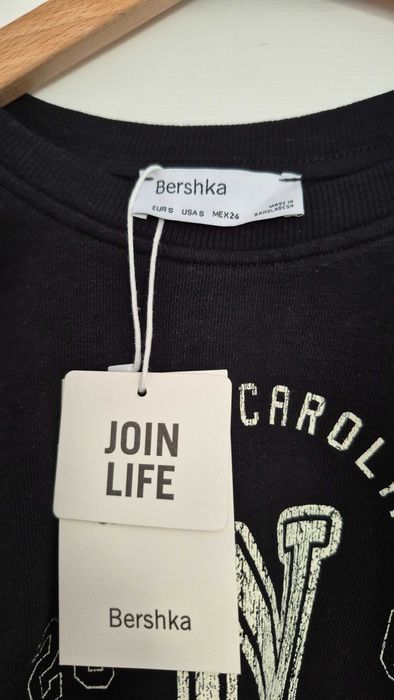 Bershka
EUR S USA S MEX 26
MADE IN
BANGLADESH
JOIN
LIFE
Bershka
CAROLI
N